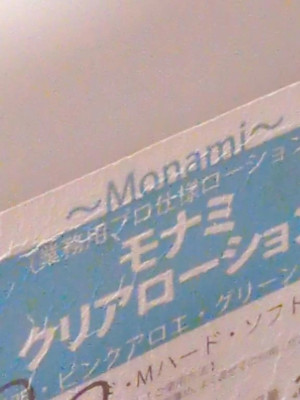 ～Monami～
(業務用プロ仕様ローション
モナミ
クリアローション
・ピンクアロエ・グリーン
・Mハード・ソフト